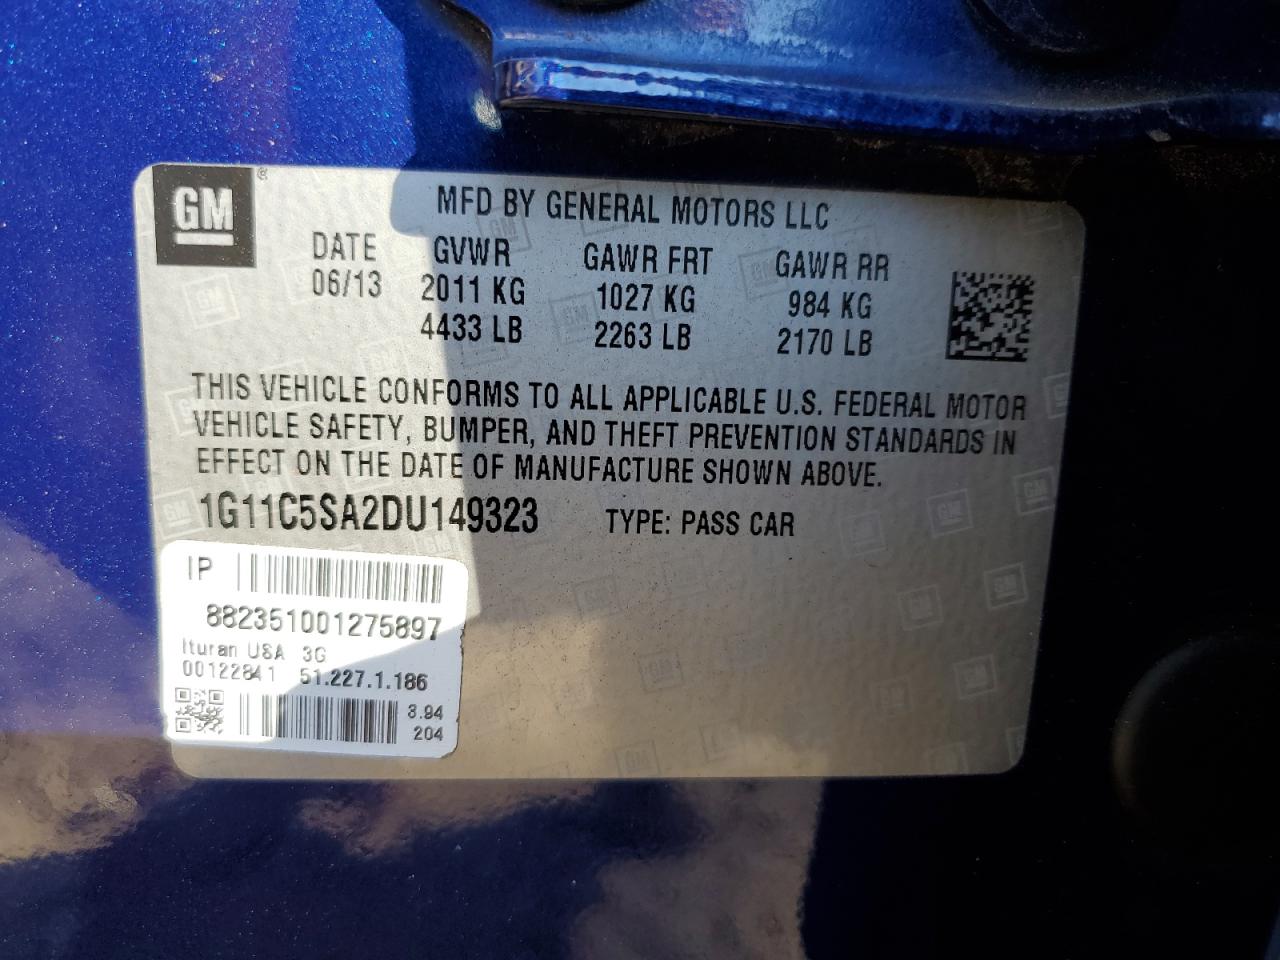 GM ®
MFD BY GENERAL MOTORS LLC
DATE GVWR GAWR FRT GAWR RR
06/13 2011 KG 1027 KG 984 KG
4433 LB 2263 LB 2170 LB
THIS VEHICLE CONFORMS TO ALL APPLICABLE U.S. FEDERAL MOTOR
VEHICLE SAFETY, BUMPER, AND THEFT PREVENTION STANDARDS IN
EFFECT ON THE DATE OF MANUFACTURE SHOWN ABOVE.
1G11C5SA2DU149323 TYPE: PASS CAR
IP
882351001275897
Ituran USA 3G
00122841 51.227.1.186
3.94
204